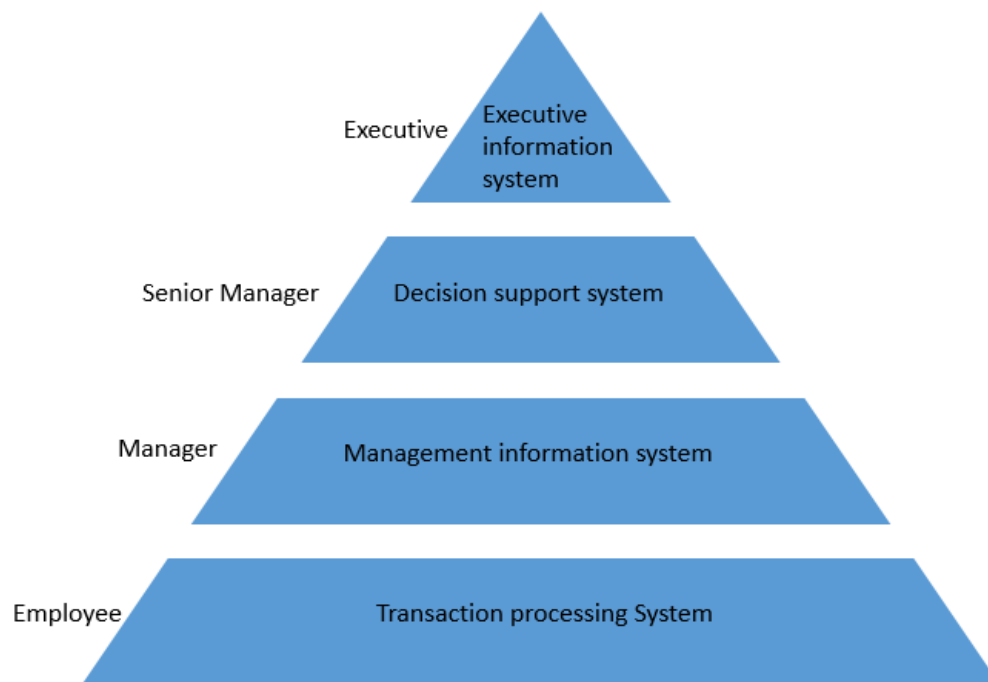 Executive
Executive
information
system
Senior Manager
Decision support system
Manager
Management information system
Employee
Transaction processing System